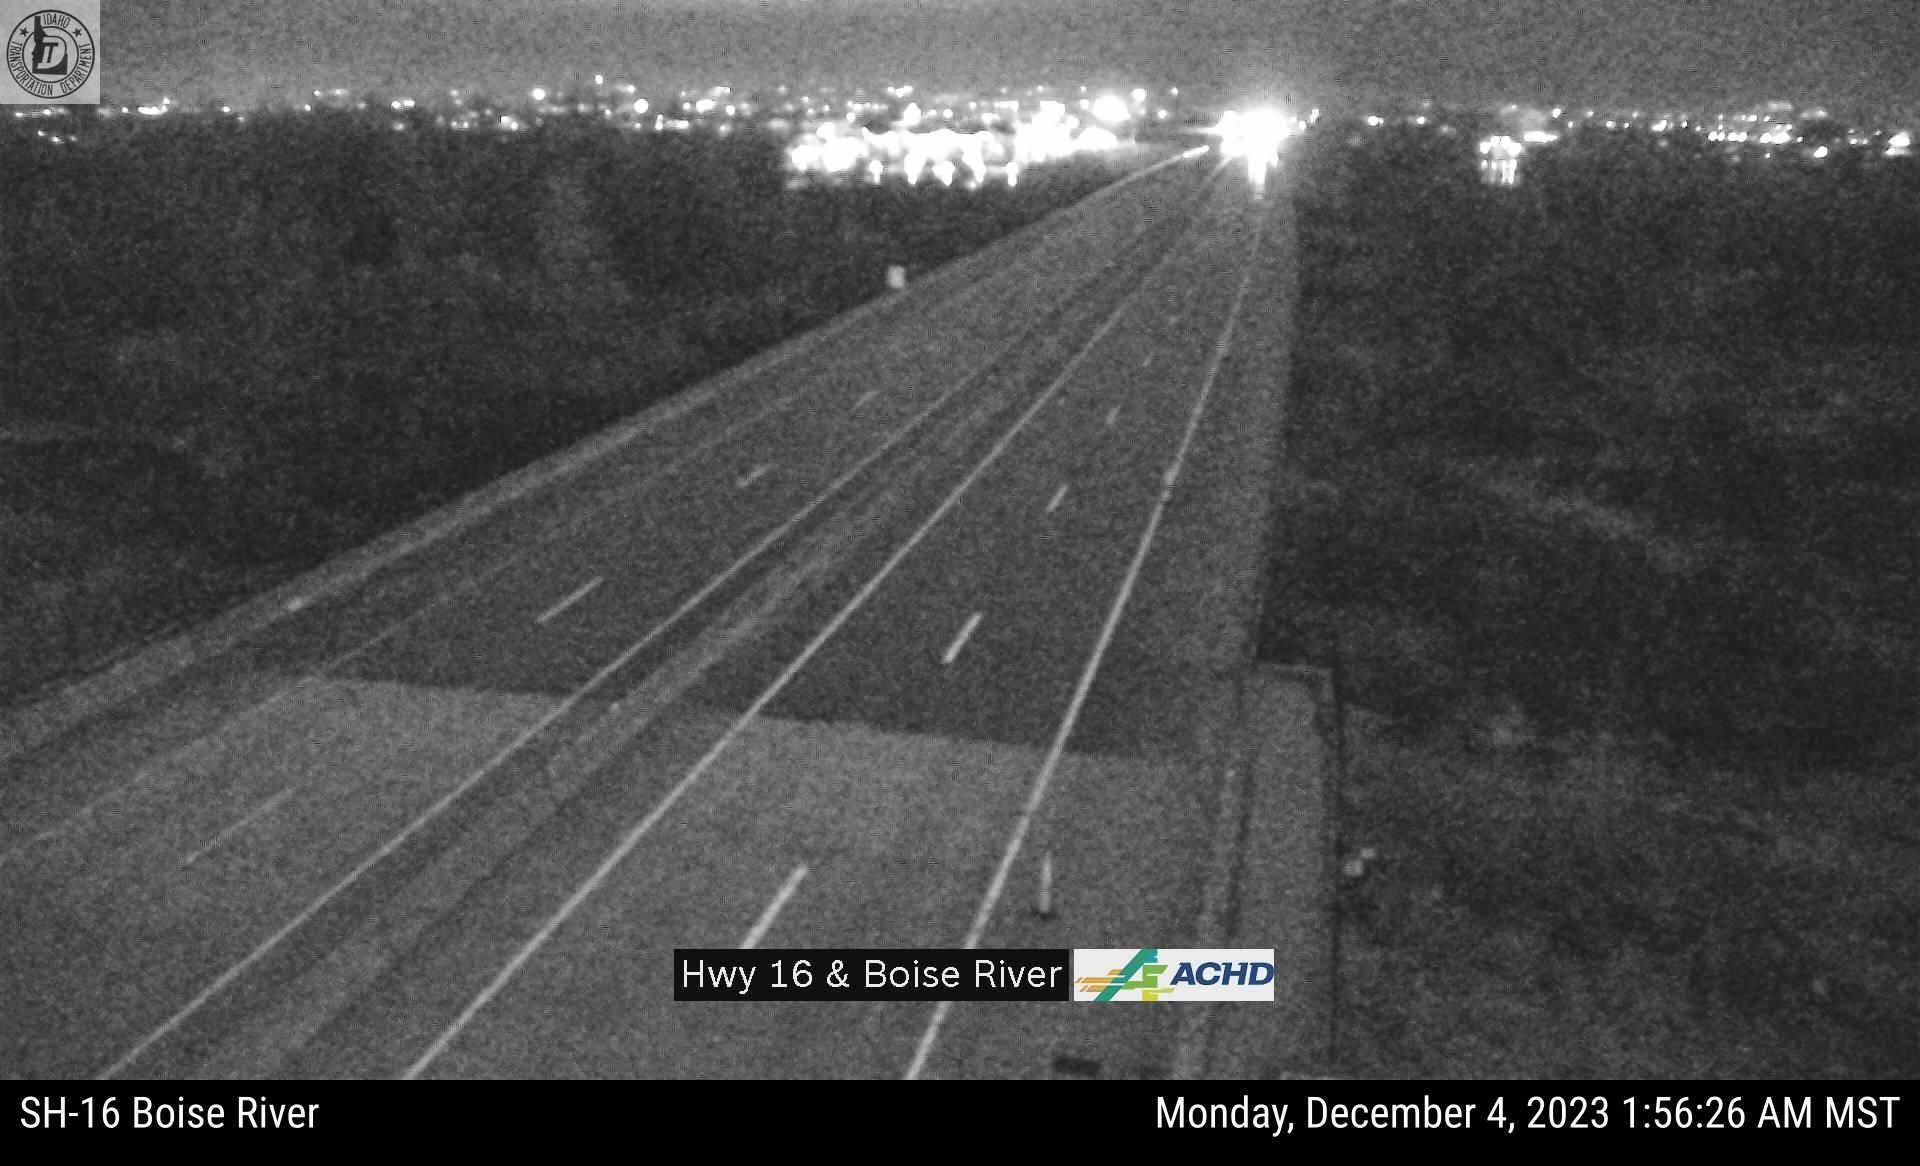 IDAHO
TRANSPORTATION DEPARTMENT
T
Hwy 16 & Boise River
ACHD
SH-16 Boise River
Monday, December 4, 2023 1:56:26 AM MST